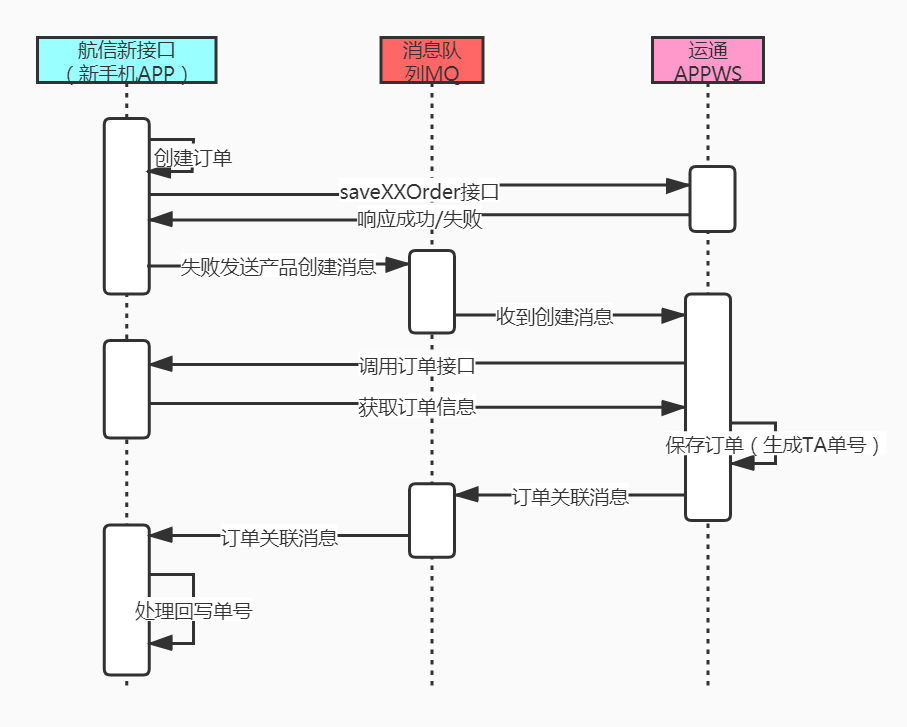 航信新接口
（新手机APP）
消息队
列MQ
运通
APPWS
创建订单
saveXXOrder接口
响应成功/失败
失败发送产品创建消息
收到创建消息
调用订单接口
获取订单信息
保存订单（生成TA单号）
订单关联消息
订单关联消息
处理回写单号